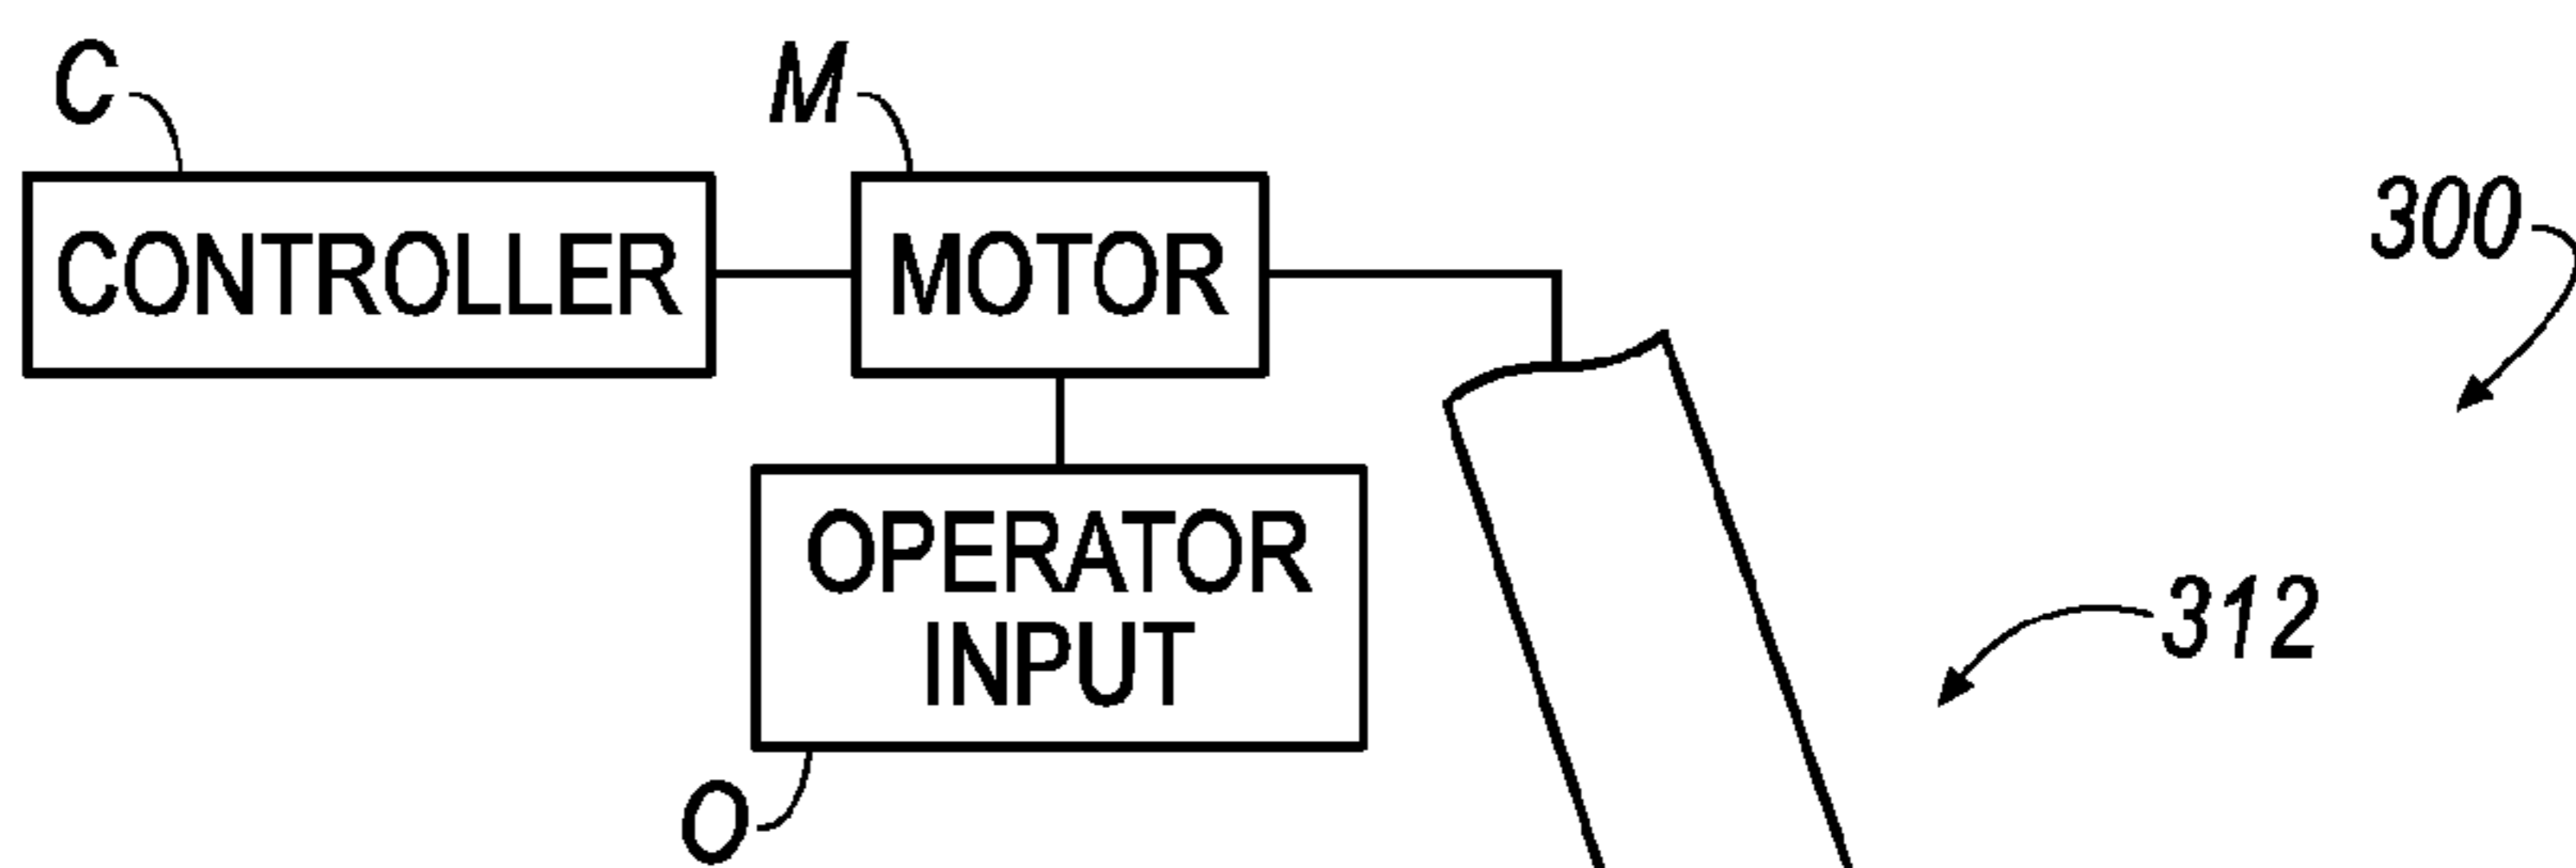 C
M
CONTROLLER
MOTOR
300
OPERATOR
INPUT
312
O